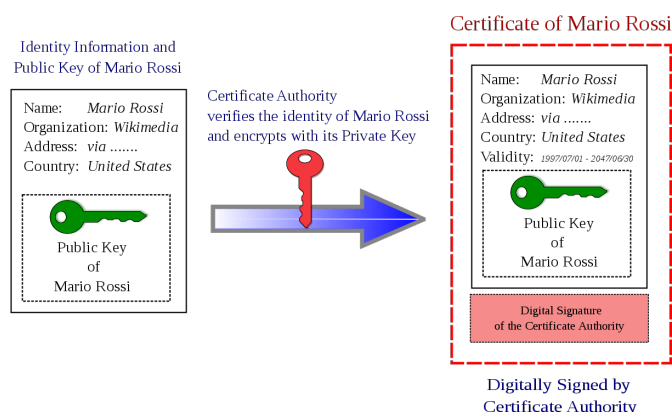 Identity Information and
Public Key of Mario Rossi
Name: Mario Rossi
Organization: Wikimedia
Address: via .......
Country: United States
Public Key
of
Mario Rossi
Certificate Authority
verifies the identity of Mario Rossi
and encrypts with its Private Key
Certificate of Mario Rossi
Name: Mario Rossi
Organization: Wikimedia
Address: via .......
Country: United States
Validity: 1997/07/01 - 2047/06/30
Public Key
of
Mario Rossi
Digital Signature
of the Certificate Authority
Digitally Signed by
Certificate Authority